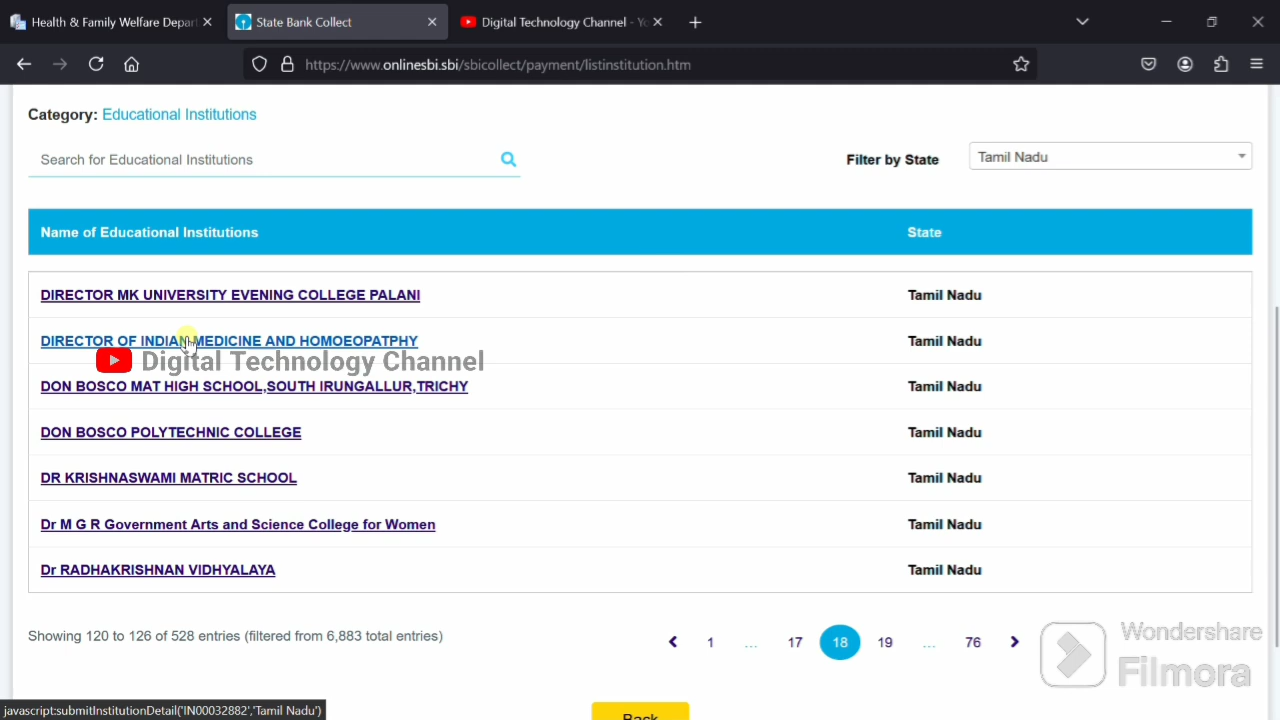 Health & Family Welfare Depar
State Bank Collect
Digital Technology Channel - Yo
https://www.onlinesbi.sbi/sbicollect/payment/listinstitution.htm
Category: Educational Institutions
Search for Educational Institutions
Filter by State
Tamil Nadu
Name of Educational Institutions State
DIRECTOR MK UNIVERSITY EVENING COLLEGE PALANI Tamil Nadu
DIRECTOR OF INDIAN MEDICINE AND HOMOEOPATPHY Tamil Nadu
Digital Technology Channel
DON BOSCO MAT HIGH SCHOOL,SOUTH IRUNGALLUR,TRICHY Tamil Nadu
DON BOSCO POLYTECHNIC COLLEGE Tamil Nadu
DR KRISHNASWAMI MATRIC SCHOOL Tamil Nadu
Dr M G R Government Arts and Science College for Women Tamil Nadu
Dr RADHAKRISHNAN VIDHYALAYA Tamil Nadu
Showing 120 to 126 of 528 entries (filtered from 6,883 total entries)
1 ... 17 18 19 ... 76
Wondershare
Filmora
javascript:submitInstitutionDetail('IN00032882','Tamil Nadu')
Back